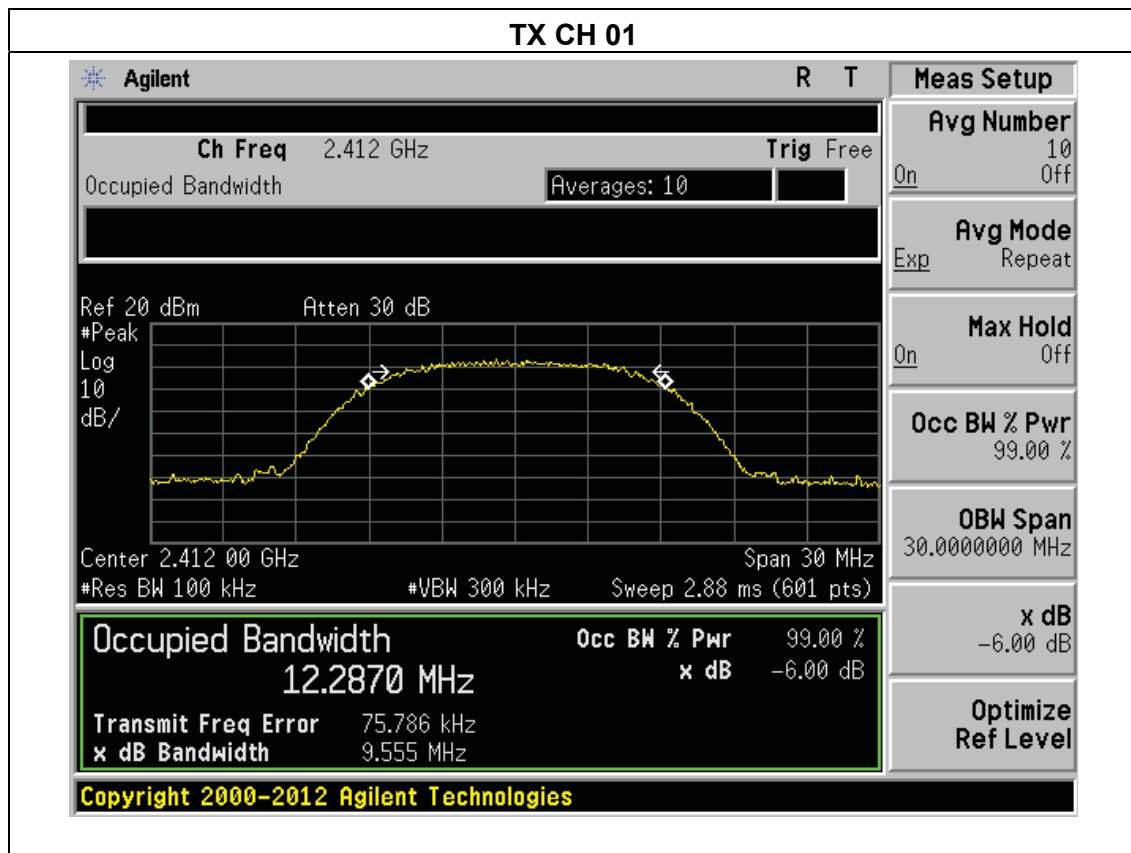 TX CH 01
Agilent R T
Ch Freq 2.412 GHz Trig Free
Occupied Bandwidth Averages: 10
Ref 20 dBm Atten 30 dB
#Peak
Log
10
dB/
Center 2.412 00 GHz Span 30 MHz
#Res BW 100 kHz #VBW 300 kHz Sweep 2.88 ms (601 pts)
Occupied Bandwidth Occ BW % Pwr 99.00 %
12.2870 MHz x dB -6.00 dB
Transmit Freq Error 75.786 kHz
x dB Bandwidth 9.555 MHz
Copyright 2000-2012 Agilent Technologies
Meas Setup
Avg Number
10
On Off
Avg Mode
Exp Repeat
Max Hold
On Off
Occ BW % Pwr
99.00 %
OBW Span
30.0000000 MHz
x dB
-6.00 dB
Optimize
Ref Level